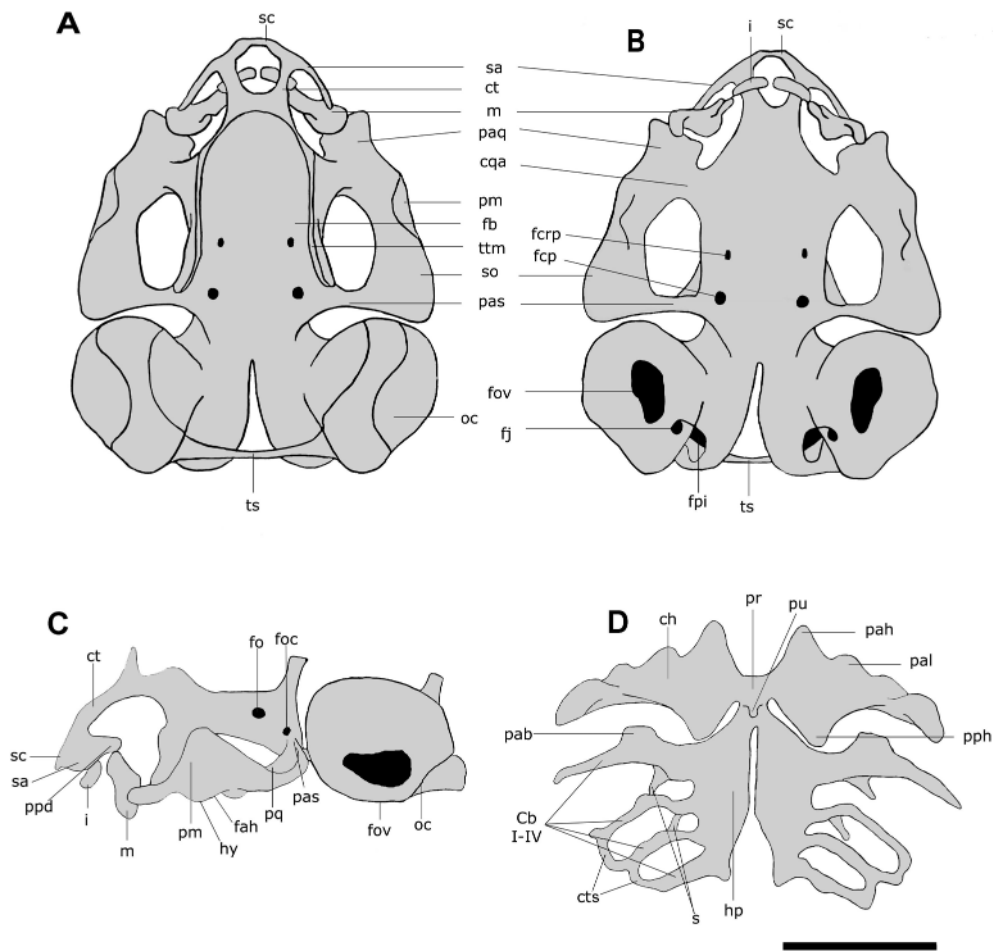 A
sc
B
i
sc
sa
ct
m
paq
cqa
pm
fb
fcrp
ttm
fcp
so
pas
fov
oc
fj
ts
fpi
ts
C
ct
fo
foc
sc
sa
ppd
i
m
pm
hy
fah
pq
pas
fov
oc
D
ch
pr
pu
pah
pal
pab
pph
Cb
I-IV
cts
s
hp